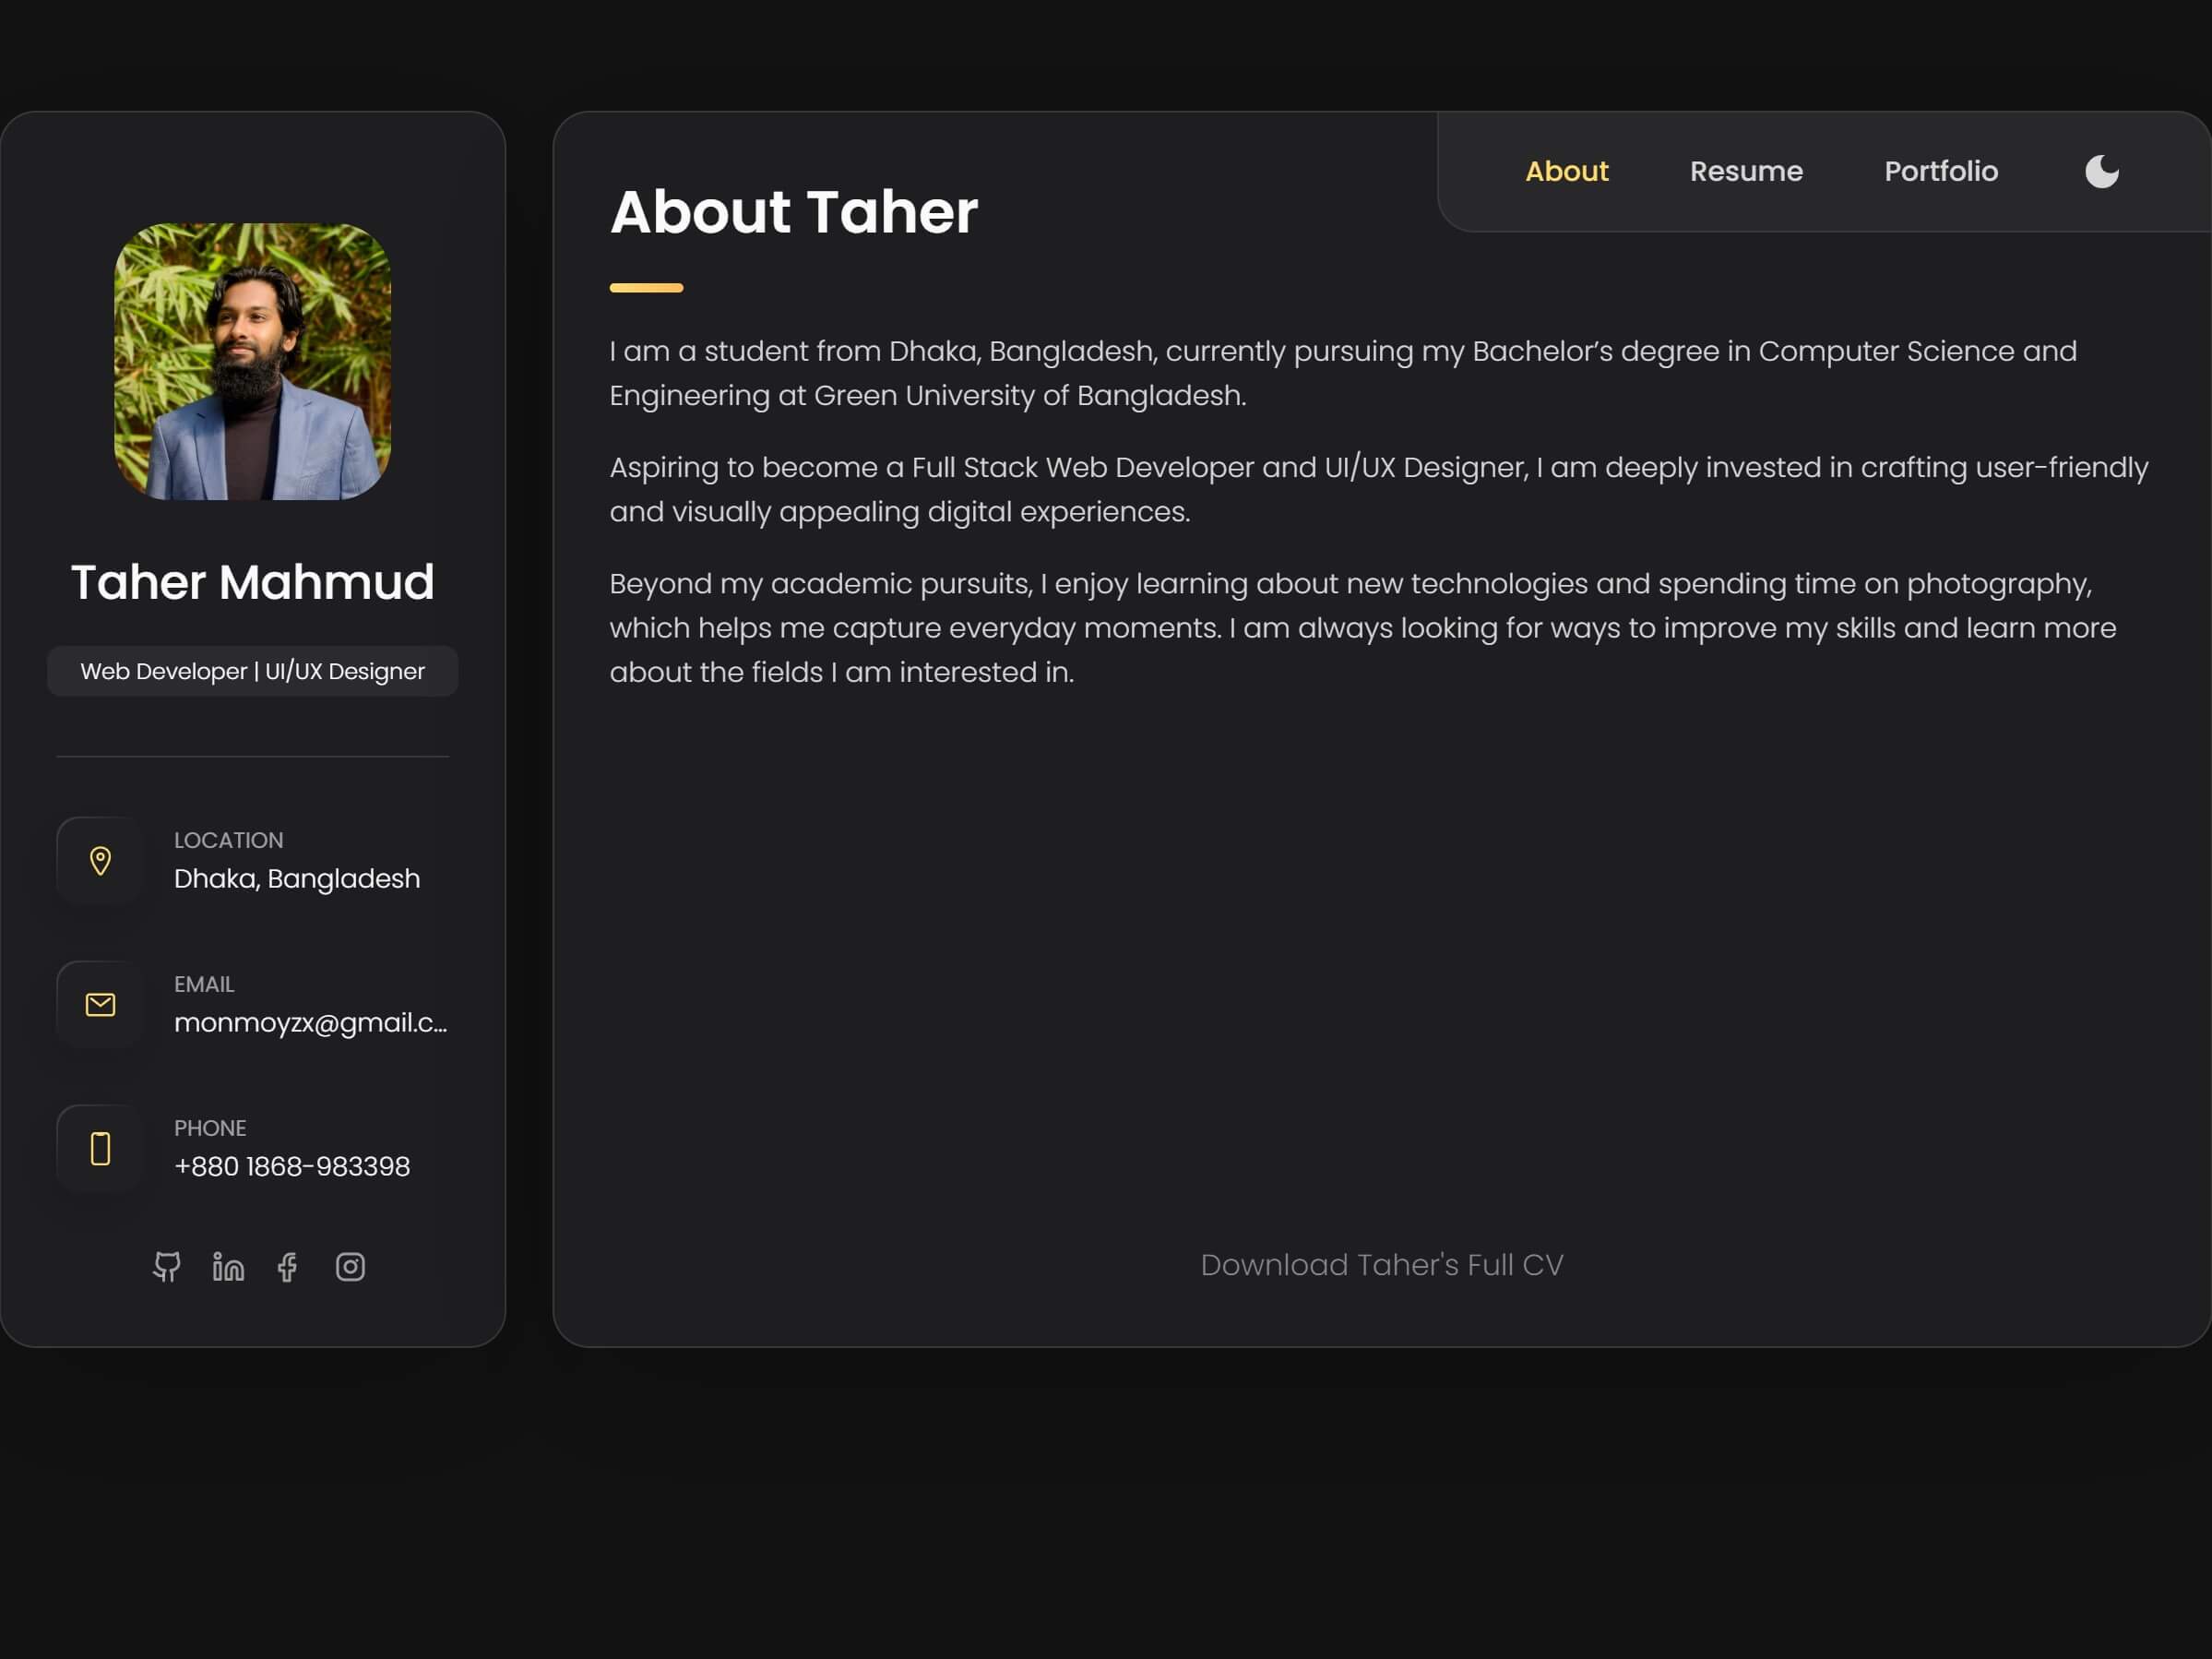 Taher Mahmud
Web Developer | UI/UX Designer
LOCATION
Dhaka, Bangladesh
EMAIL
monmoyzx@gmail.c...
PHONE
+880 1868-983398
About
Resume
Portfolio
About Taher
I am a student from Dhaka, Bangladesh, currently pursuing my Bachelor’s degree in Computer Science and
Engineering at Green University of Bangladesh.
Aspiring to become a Full Stack Web Developer and UI/UX Designer, I am deeply invested in crafting user-friendly
and visually appealing digital experiences.
Beyond my academic pursuits, I enjoy learning about new technologies and spending time on photography,
which helps me capture everyday moments. I am always looking for ways to improve my skills and learn more
about the fields I am interested in.
Download Taher's Full CV